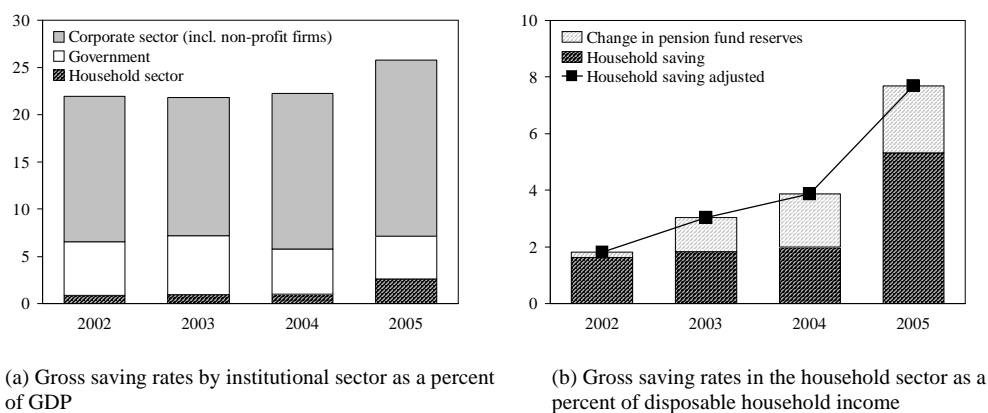 30
25
20
15
10
5
0
Corporate sector (incl. non-profit firms)
Government
Household sector
2002 2003 2004 2005
(a) Gross saving rates by institutional sector as a percent
of GDP
10
8
6
4
2
0
Change in pension fund reserves
Household saving
Household saving adjusted
2002 2003 2004 2005
(b) Gross saving rates in the household sector as a
percent of disposable household income